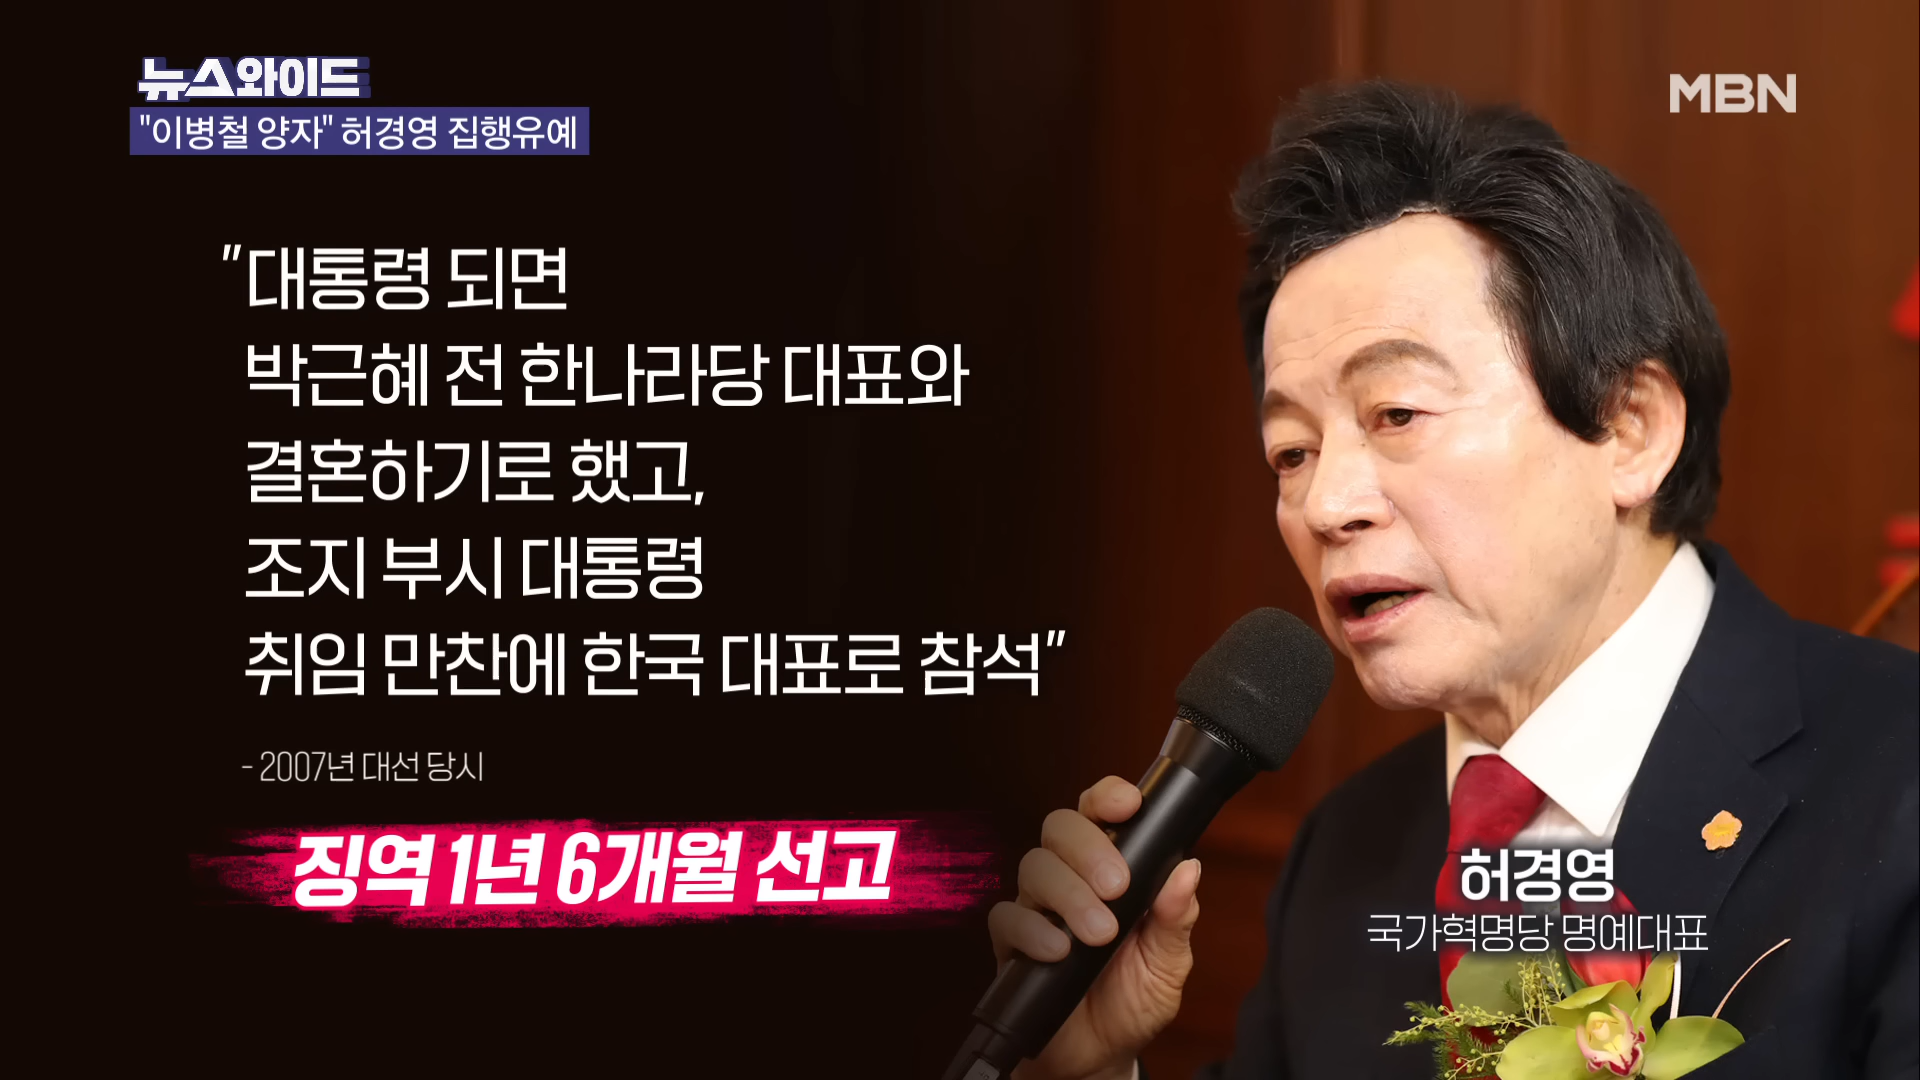 뉴스와이드
MBN
"이병철 양자" 허경영 집행유예
"대통령 되면
박근혜 전 한나라당 대표와
결혼하기로 했고,
조지 부시 대통령
취임 만찬에 한국 대표로 참석"
- 2007년 대선 당시
징역 1년 6개월 선고
허경영
국가혁명당 명예대표